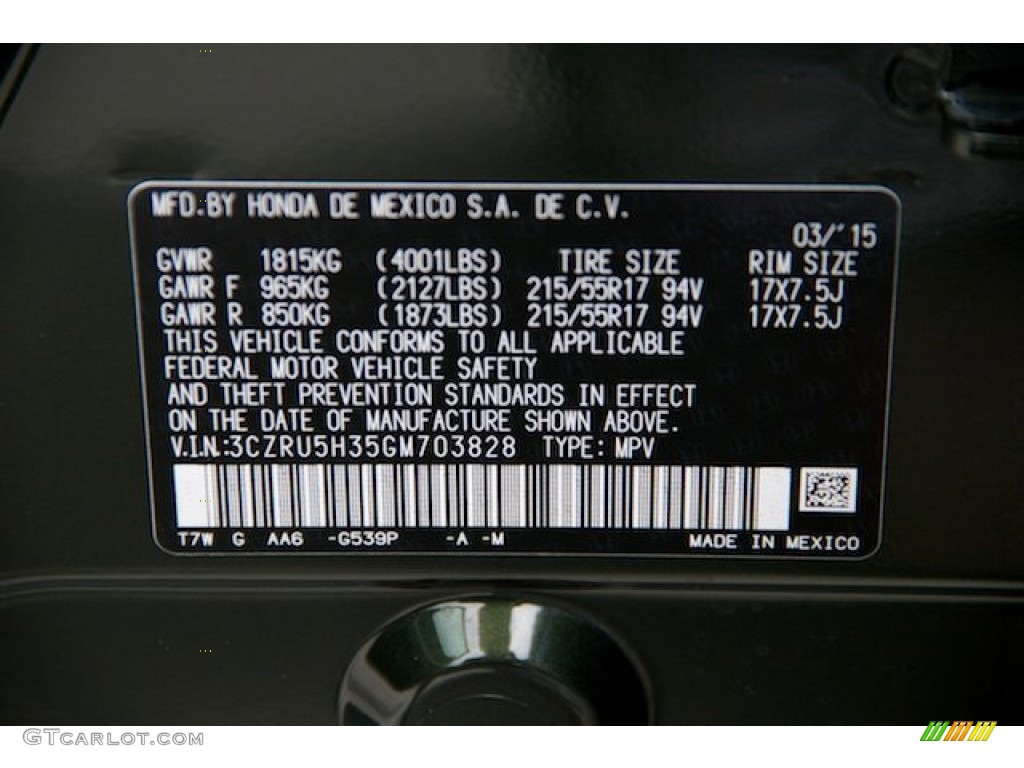 MFD.BY HONDA DE MEXICO S.A. DE C.V.
03/'15
GVWR 1815KG (4001LBS) TIRE SIZE RIM SIZE
GAWR F 965KG (2127LBS) 215/55R17 94V 17X7.5J
GAWR R 850KG (1873LBS) 215/55R17 94V 17X7.5J
THIS VEHICLE CONFORMS TO ALL APPLICABLE
FEDERAL MOTOR VEHICLE SAFETY
AND THEFT PREVENTION STANDARDS IN EFFECT
ON THE DATE OF MANUFACTURE SHOWN ABOVE.
V.I.N.:3CZRU5H35GM703828 TYPE: MPV
T7W G AA6 -G539P -A -M MADE IN MEXICO
GTCARLOT.COM